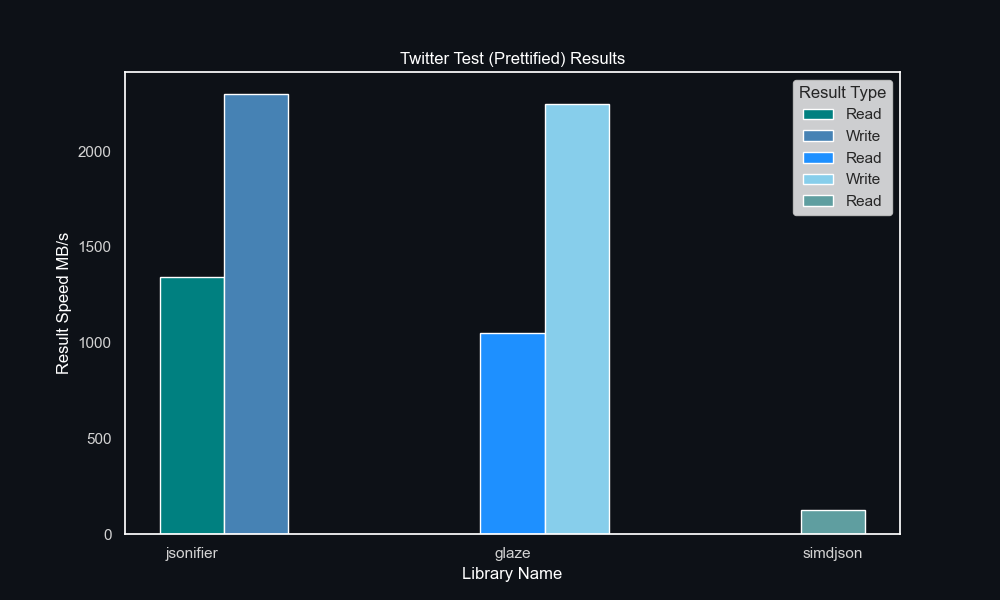 Twitter Test (Prettified) Results
Result Type
Read
Write
Read
Write
Read
Result Speed MB/s
2000
1500
1000
500
0
jsonifier glaze simdjson
Library Name